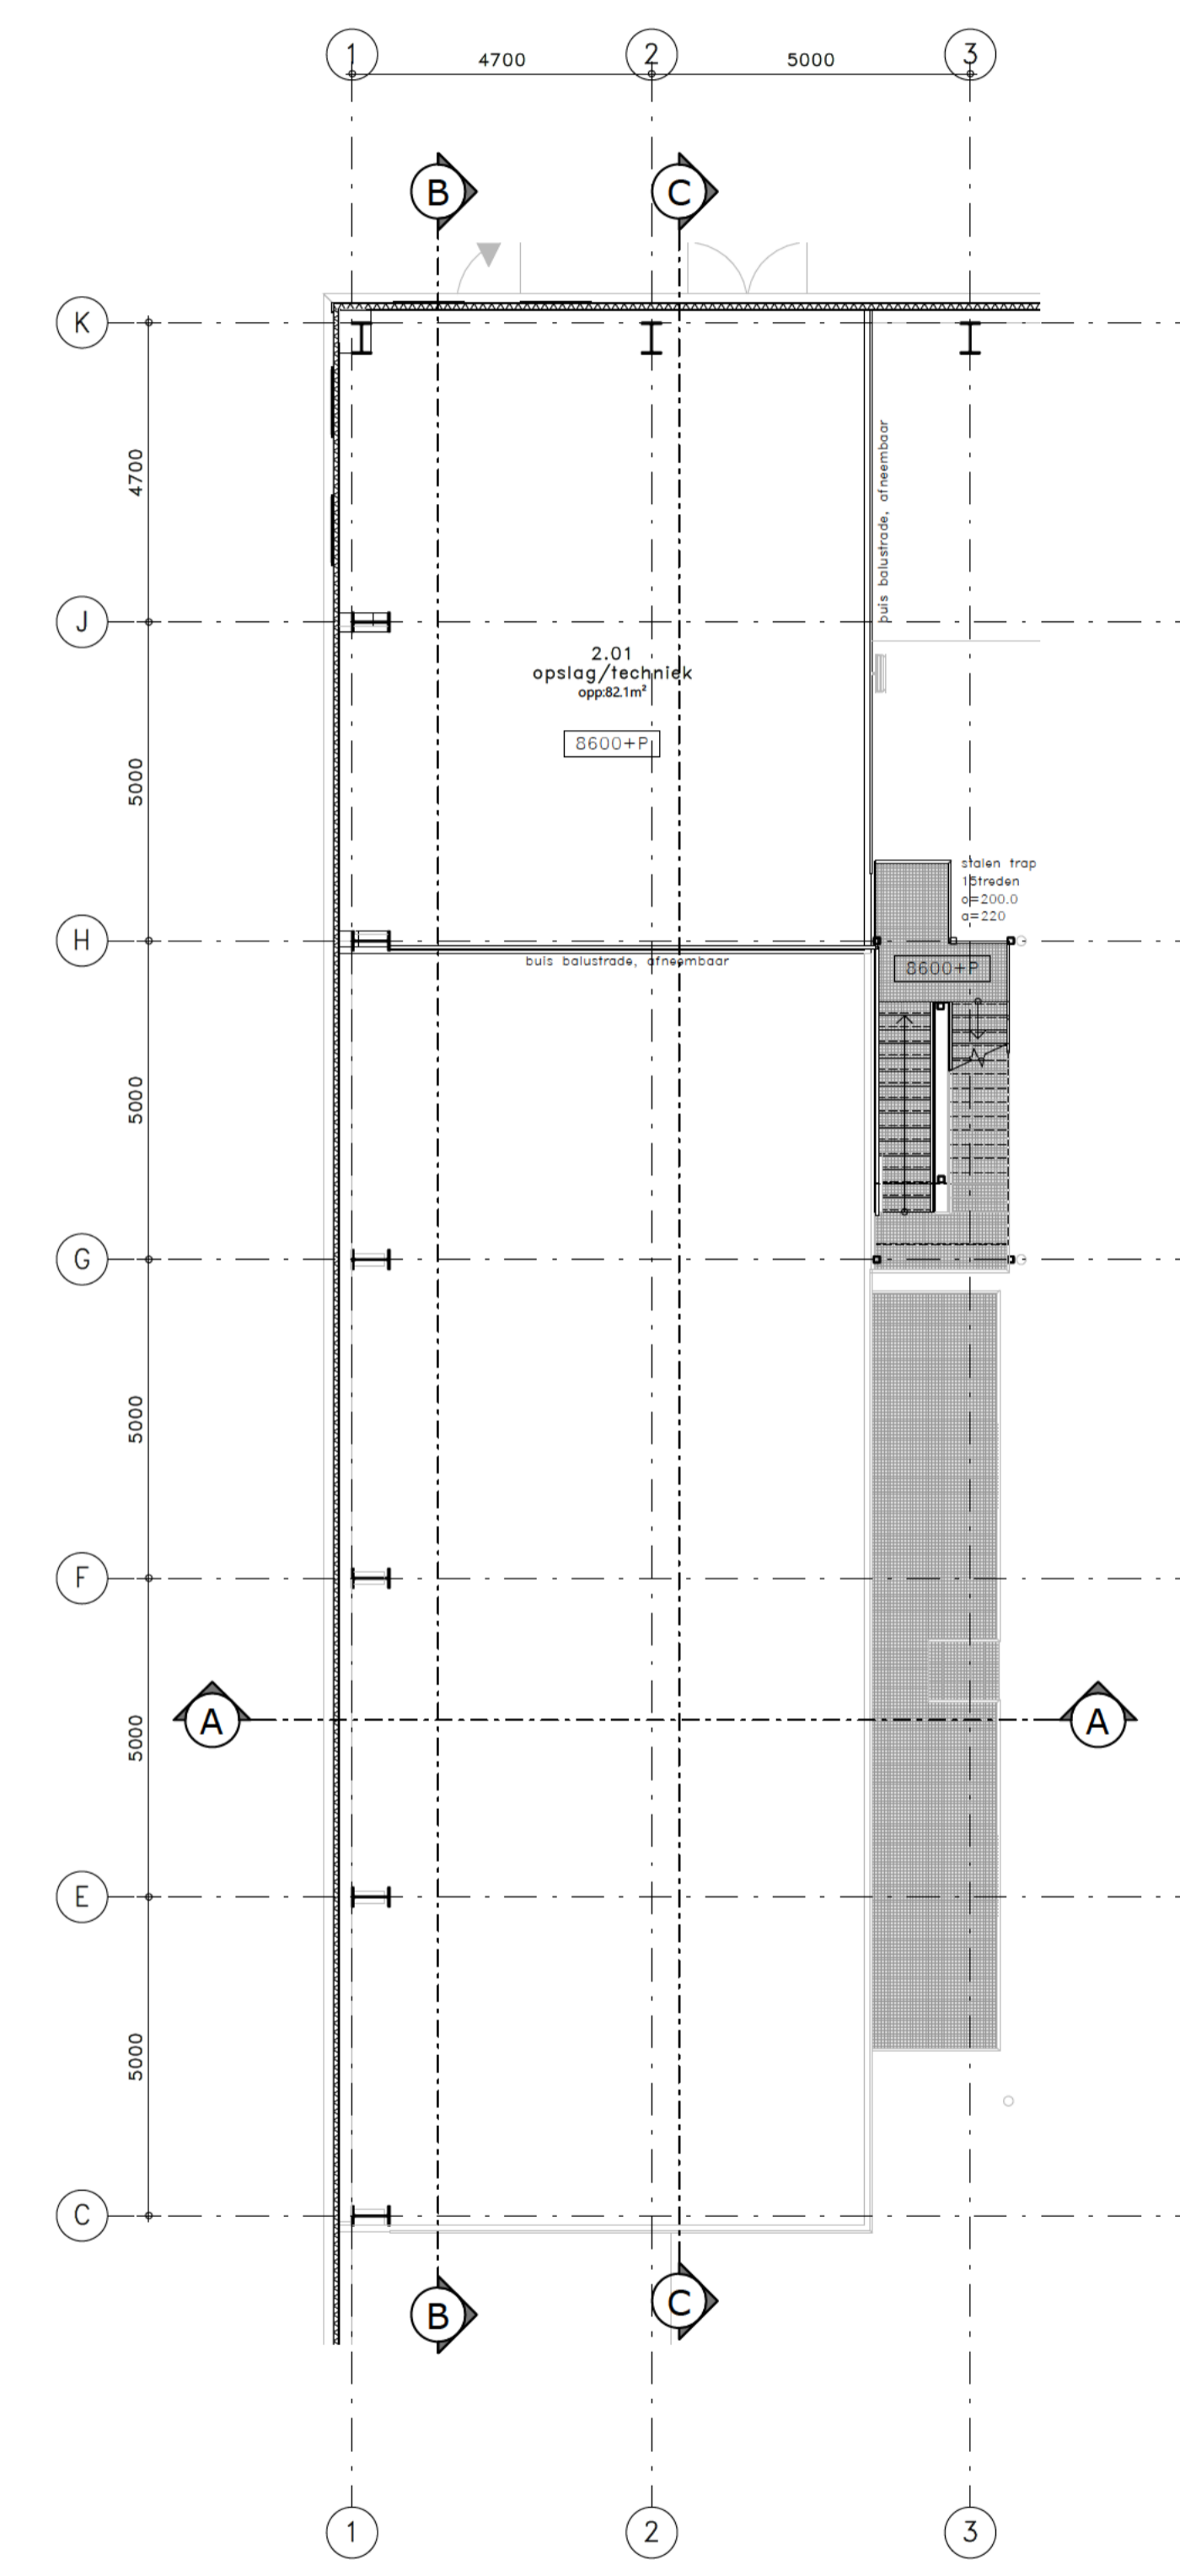 1
2
3
4700
5000
B
C
K
4700
buis balustrade, afneembaar
J
2.01
opslag/techniek
opp:82.1m²
8600+P
5000
stalen trap
15treden
o=200.0
a=220
H
buis balustrade, afneembaar
8600+P
5000
G
5000
F
A
A
5000
E
5000
C
B
C
1
2
3